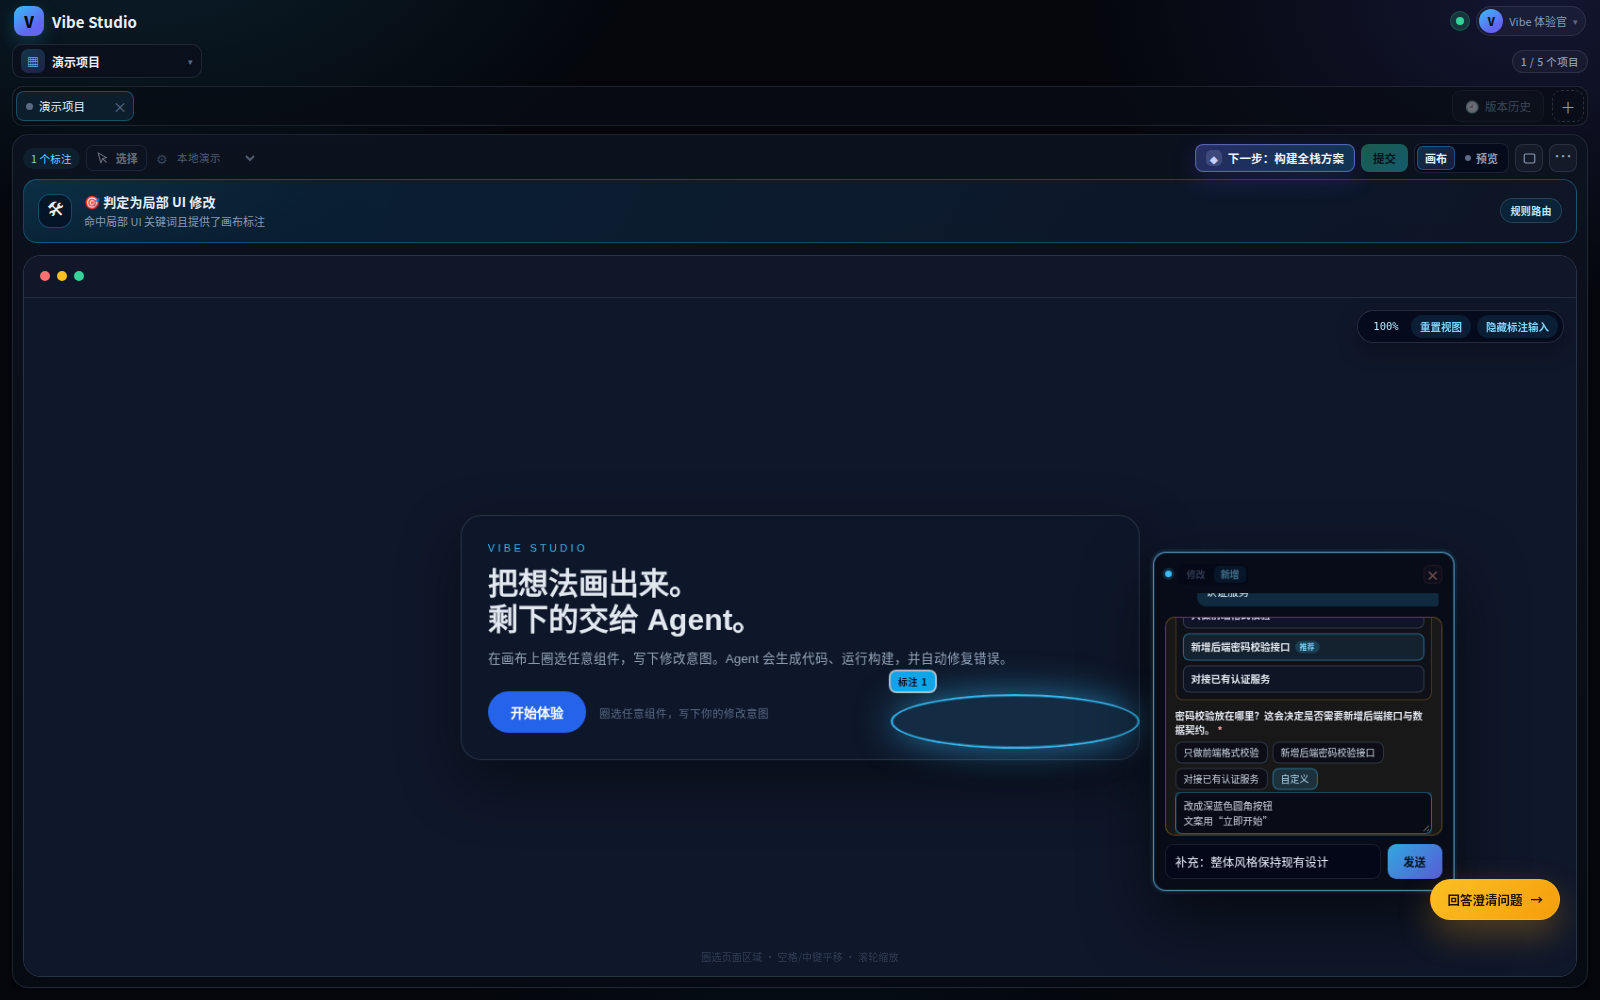 V Vibe Studio
V Vibe 体验官
演示项目
1 / 5 个项目
演示项目
版本历史
1 个标注
选择
本地演示
下一步：构建全栈方案
提交
画布
预览
🎯 判定为局部 UI 修改
命中局部 UI 关键词且提供了画布标注
规则路由
100%
重置视图
隐藏标注输入
VIBE STUDIO
把想法画出来。
剩下的交给 Agent。
在画布上圈选任意组件，写下修改意图。Agent 会生成代码、运行构建，并自动修复错误。
标注 1
开始体验
圈选任意组件，写下你的修改意图
修改
新增
认证服务
只做前端格式校验
新增后端密码校验接口 推荐
对接已有认证服务
密码校验放在哪里？这会决定是否需要新增后端接口与数
据契约。 *
只做前端格式校验
新增后端密码校验接口
对接已有认证服务
自定义
改成深蓝色圆角按钮
文案用“立即开始”
补充：整体风格保持现有设计
发送
回答澄清问题 →
圈选页面区域 • 空格/中键平移 • 滚轮缩放